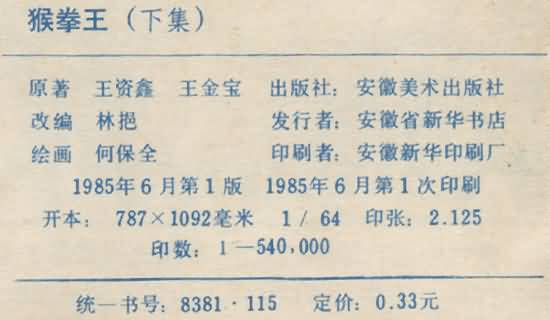 猴拳王（下集）
原著 王资鑫 王金宝 出版社：安徽美术出版社
改编 林挹 发行者：安徽省新华书店
绘画 何保全 印刷者：安徽新华印刷厂
1985年6月第1版 1985年6月第1次印刷
开本：787×1092毫米 1/64 印张：2.125
印数：1—540,000
统一书号：8381·115 定价：0.33元